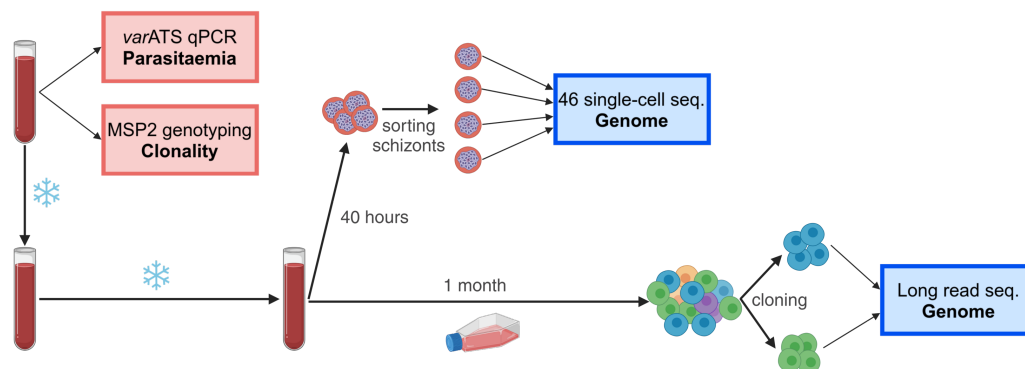 varATS qPCR
Parasitaemia
MSP2 genotyping
Clonality
sorting
schizonts
46 single-cell seq.
Genome
40 hours
1 month
cloning
Long read seq.
Genome